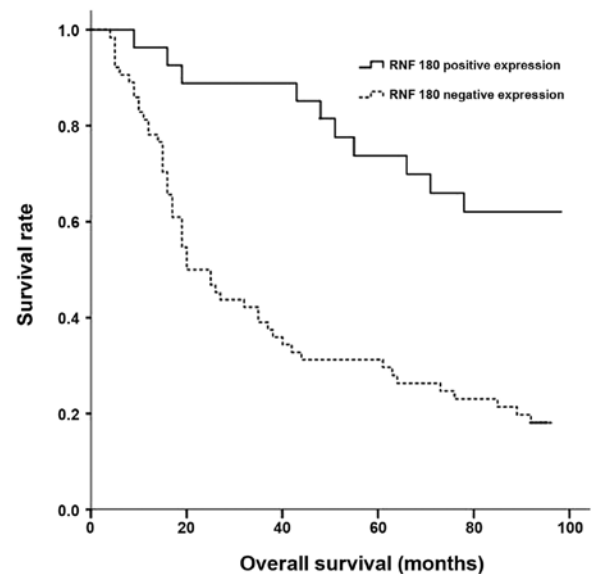 1.0
0.8
0.6
0.4
0.2
0.0
Survival rate
RNF 180 positive expression
RNF 180 negative expression
0 20 40 60 80 100
Overall survival (months)